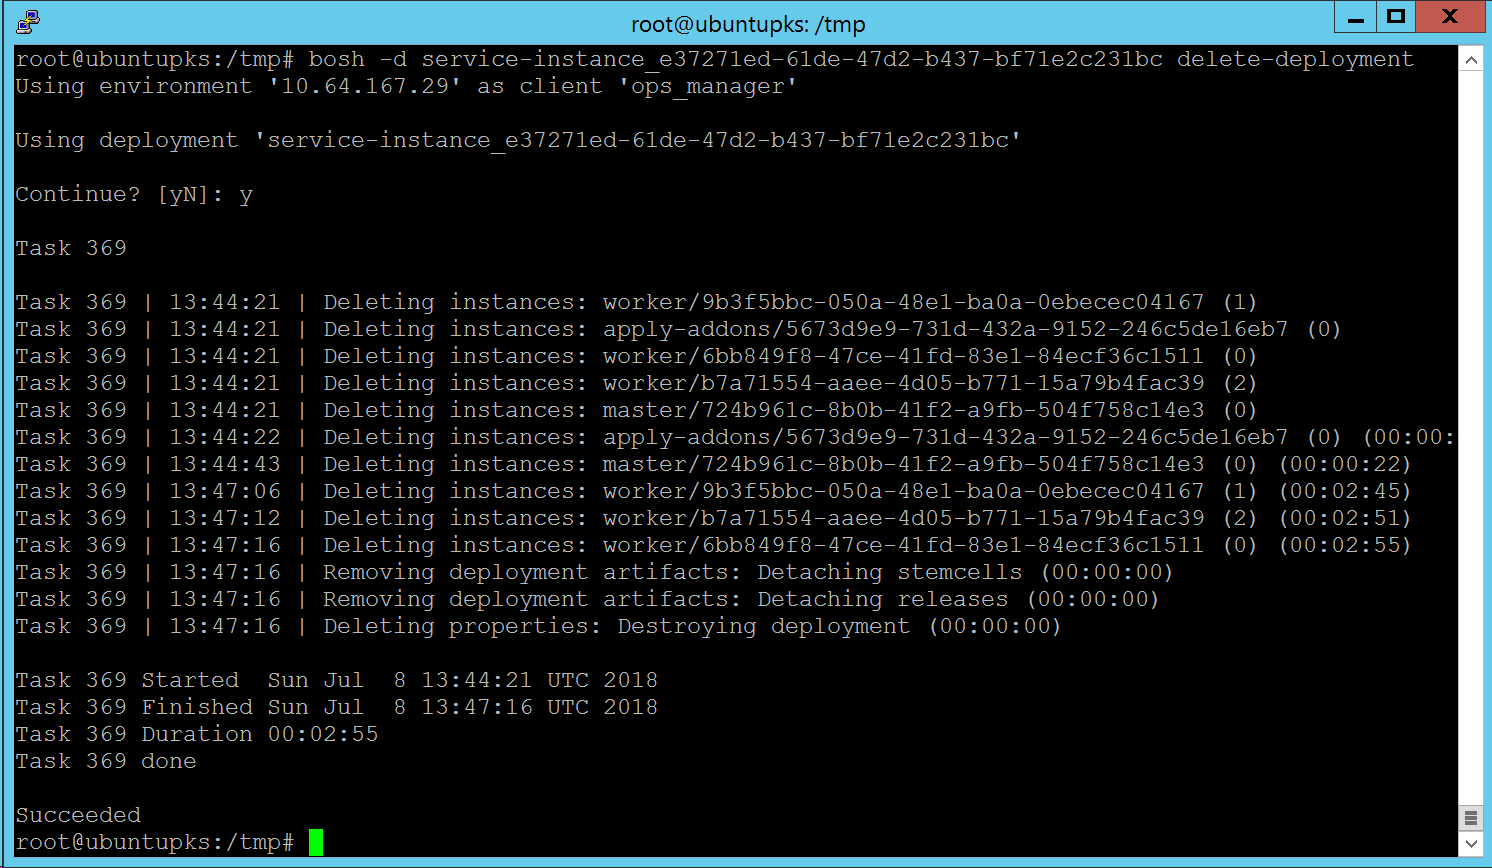 root@ubuntupks: /tmp
root@ubuntupks:/tmp# bosh -d service-instance_e37271ed-61de-47d2-b437-bf71e2c231bc delete-deployment
Using environment '10.64.167.29' as client 'ops_manager'
Using deployment 'service-instance_e37271ed-61de-47d2-b437-bf71e2c231bc'
Continue? [yN]: y
Task 369
Task 369 | 13:44:21 | Deleting instances: worker/9b3f5bbc-050a-48e1-ba0a-0ebecec04167 (1)
Task 369 | 13:44:21 | Deleting instances: apply-addons/5673d9e9-731d-432a-9152-246c5de16eb7 (0)
Task 369 | 13:44:21 | Deleting instances: worker/6bb849f8-47ce-41fd-83e1-84ecf36c1511 (0)
Task 369 | 13:44:21 | Deleting instances: worker/b7a71554-aaee-4d05-b771-15a79b4fac39 (2)
Task 369 | 13:44:21 | Deleting instances: master/724b961c-8b0b-41f2-a9fb-504f758c14e3 (0)
Task 369 | 13:44:22 | Deleting instances: apply-addons/5673d9e9-731d-432a-9152-246c5de16eb7 (0) (00:00:
Task 369 | 13:44:43 | Deleting instances: master/724b961c-8b0b-41f2-a9fb-504f758c14e3 (0) (00:00:22)
Task 369 | 13:47:06 | Deleting instances: worker/9b3f5bbc-050a-48e1-ba0a-0ebecec04167 (1) (00:02:45)
Task 369 | 13:47:12 | Deleting instances: worker/b7a71554-aaee-4d05-b771-15a79b4fac39 (2) (00:02:51)
Task 369 | 13:47:16 | Deleting instances: worker/6bb849f8-47ce-41fd-83e1-84ecf36c1511 (0) (00:02:55)
Task 369 | 13:47:16 | Removing deployment artifacts: Detaching stemcells (00:00:00)
Task 369 | 13:47:16 | Removing deployment artifacts: Detaching releases (00:00:00)
Task 369 | 13:47:16 | Deleting properties: Destroying deployment (00:00:00)
Task 369 Started  Sun Jul  8 13:44:21 UTC 2018
Task 369 Finished Sun Jul  8 13:47:16 UTC 2018
Task 369 Duration 00:02:55
Task 369 done
Succeeded
root@ubuntupks:/tmp#